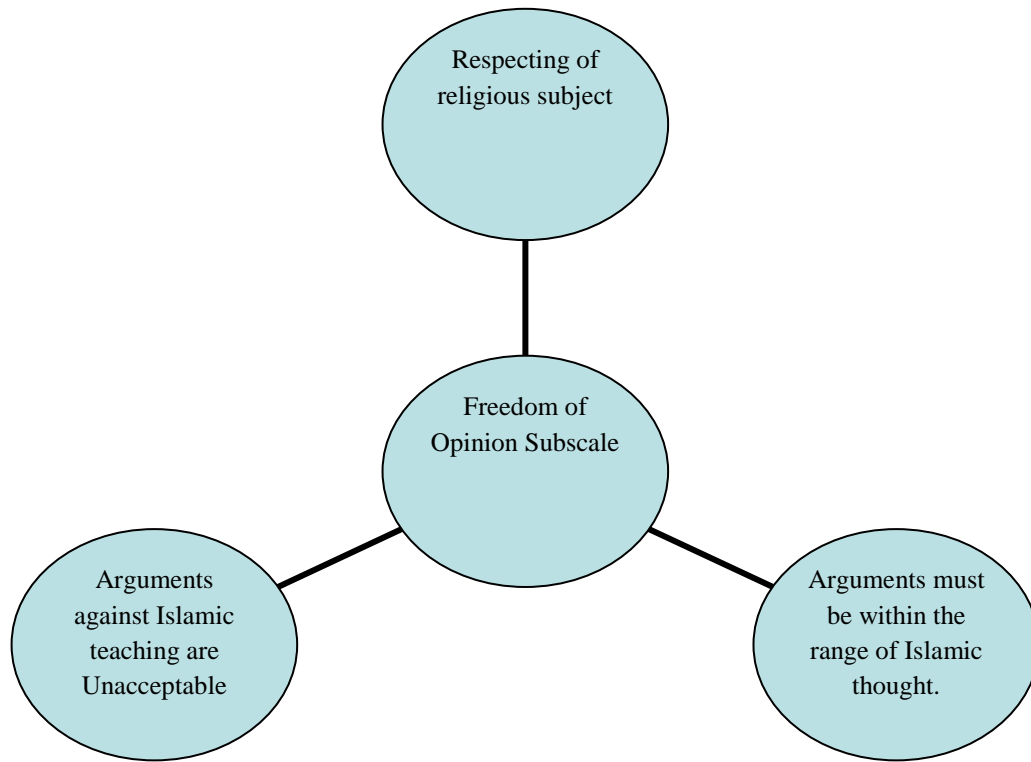 Respecting of
religious subject
Freedom of
Opinion Subscale
Arguments
against Islamic
teaching are
Unacceptable
Arguments must
be within the
range of Islamic
thought.